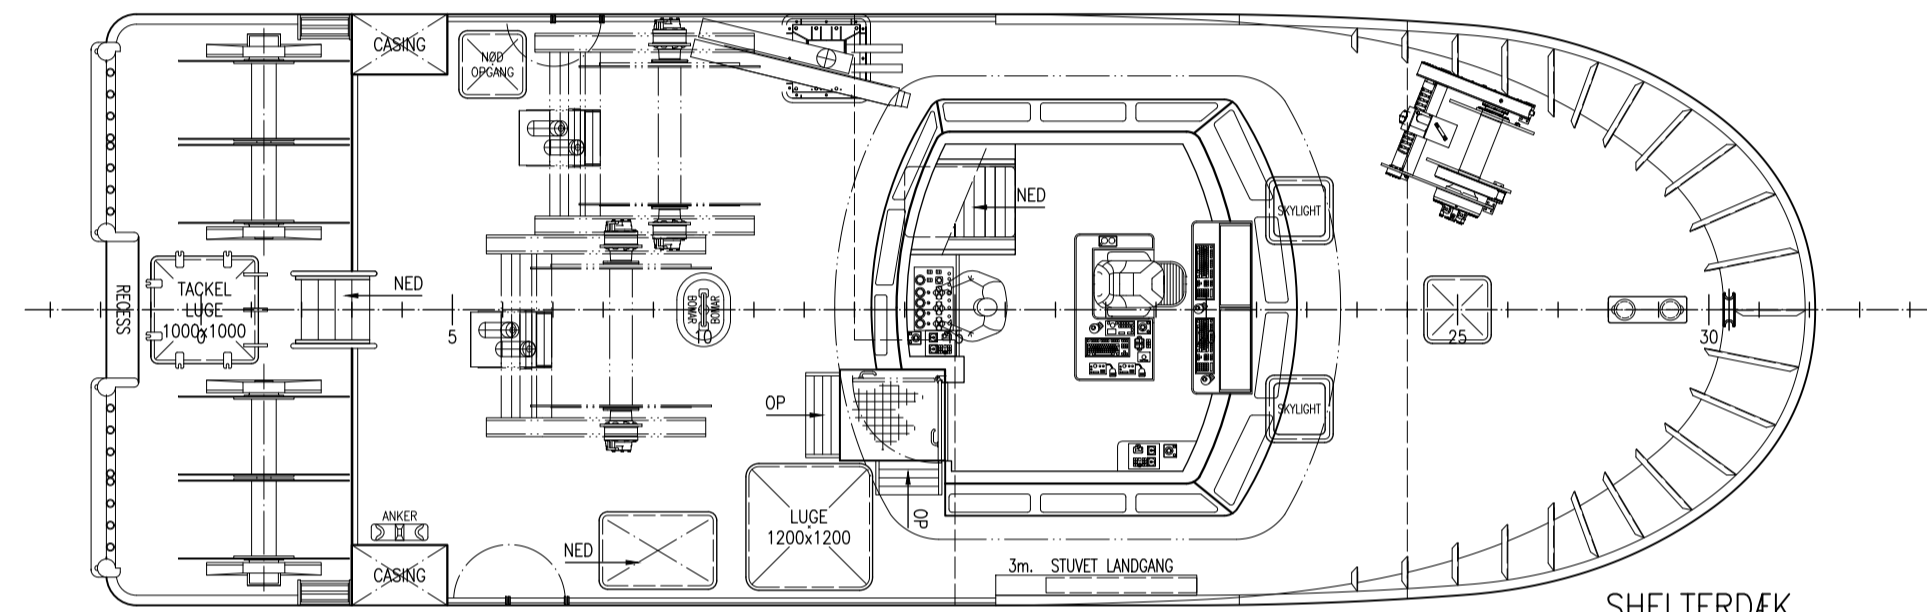 CASING
NØD
OPGANG
NED
SKYLIGHT
RECESS
TACKEL
LUGE
1000x1000
0
NED
5
BOMAR
BOMAR
10
25
30
OP
SKYLIGHT
ANKER
CASING
NED
LUGE
1200x1200
OP
3m. STUVET LANDGANG
SHELTERDÆK